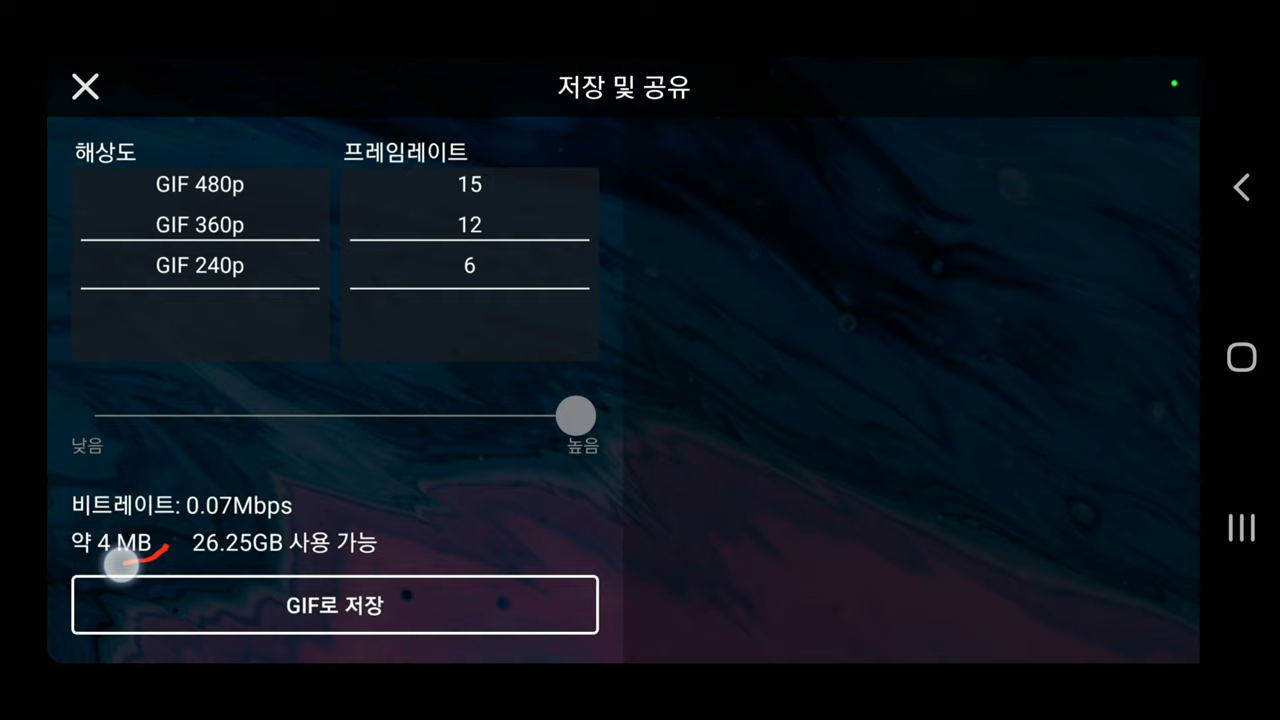 저장 및 공유
해상도
프레임레이트
GIF 480p
15
GIF 360p
12
GIF 240p
6
낮음
높음
비트레이트: 0.07Mbps
약 4 MB
26.25GB 사용 가능
GIF로 저장